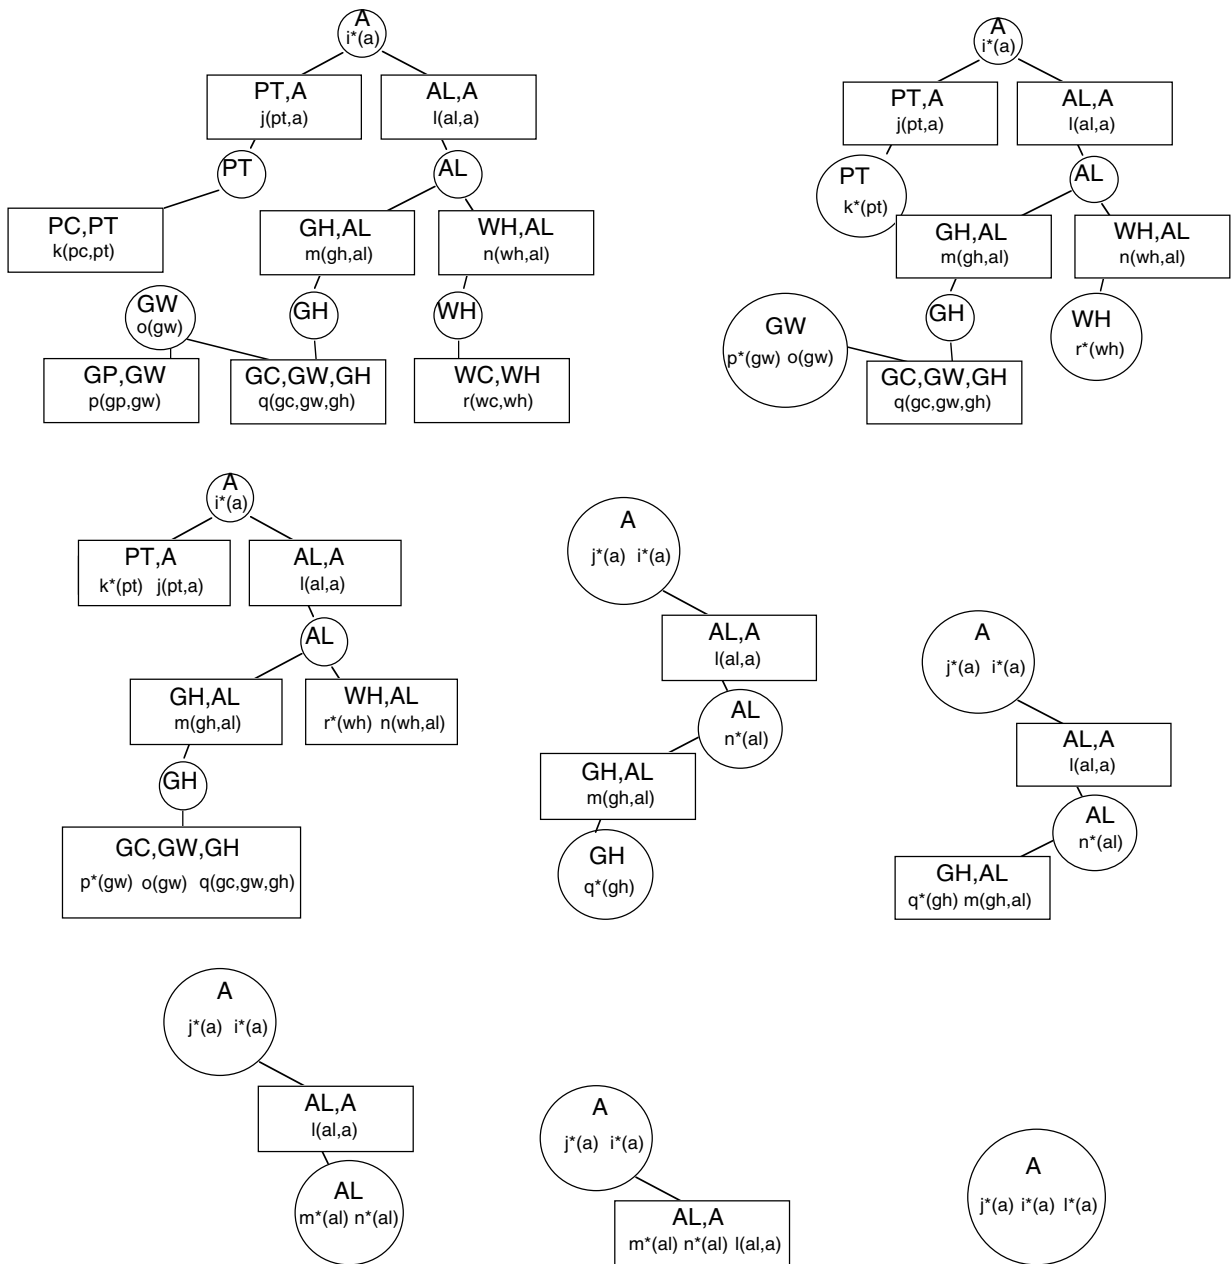 A
i*(a)
PT,A
j(pt,a)
AL,A
l(al,a)
PT
AL
PC,PT
k(pc,pt)
GH,AL
m(gh,al)
WH,AL
n(wh,al)
GW
o(gw)
GH
WH
GP,GW
p(gp,gw)
GC,GW,GH
q(gc,gw,gh)
WC,WH
r(wc,wh)
A
i*(a)
PT,A
j(pt,a)
AL,A
l(al,a)
PT
k*(pt)
AL
GH,AL
m(gh,al)
WH,AL
n(wh,al)
GW
p*(gw) o(gw)
GH
WH
r*(wh)
GC,GW,GH
q(gc,gw,gh)
A
i*(a)
PT,A
k*(pt) j(pt,a)
AL,A
l(al,a)
AL
GH,AL
m(gh,al)
WH,AL
r*(wh) n(wh,al)
GH
GC,GW,GH
p*(gw) o(gw) q(gc,gw,gh)
A
j*(a) i*(a)
AL,A
l(al,a)
AL
n*(al)
GH,AL
m(gh,al)
GH
q*(gh)
A
j*(a) i*(a)
AL,A
l(al,a)
AL
n*(al)
GH,AL
q*(gh) m(gh,al)
A
j*(a) i*(a)
AL,A
l(al,a)
AL
m*(al) n*(al)
A
j*(a) i*(a)
AL,A
m*(al) n*(al) l(al,a)
A
j*(a) i*(a) l*(a)